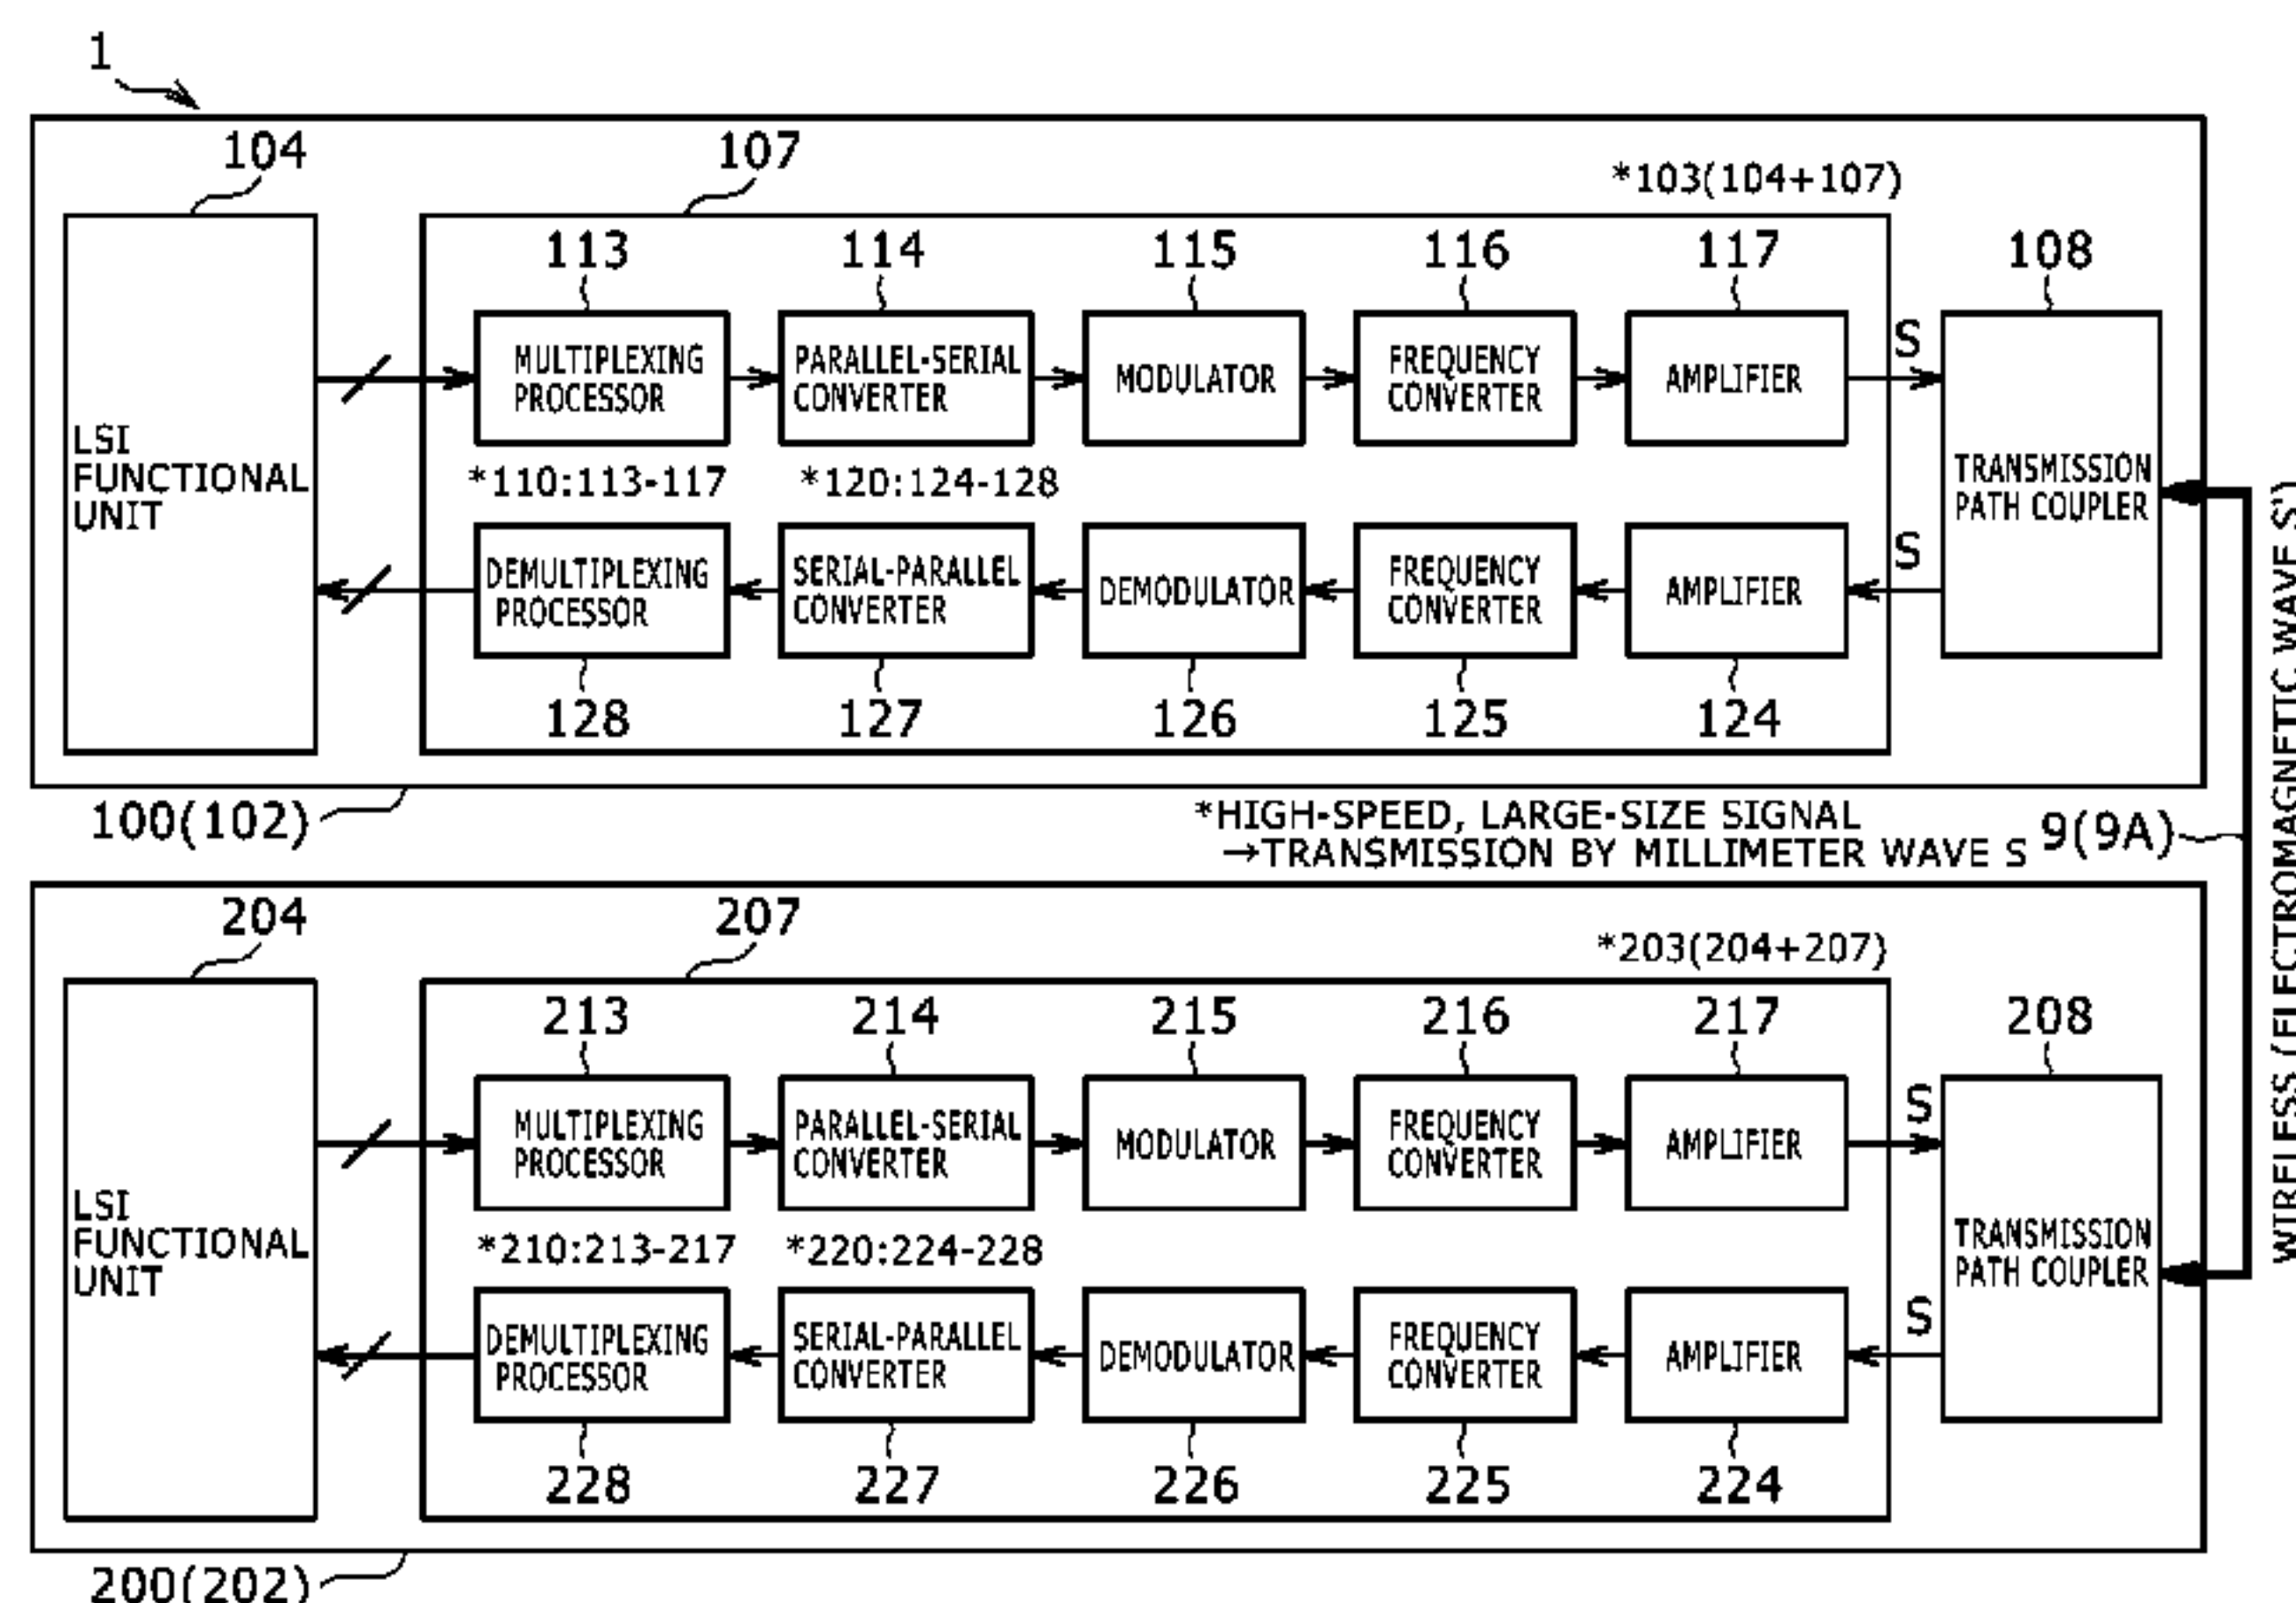 1
104
107
*103(104+107)
113
114
115
116
117
108
LSI
FUNCTIONAL
UNIT
MULTIPLEXING
PROCESSOR
PARALLEL-SERIAL
CONVERTER
MODULATOR
FREQUENCY
CONVERTER
AMPLIFIER
S
TRANSMISSION
PATH COUPLER
*110:113-117
*120:124-128
DEMULTIPLEXING
PROCESSOR
SERIAL-PARALLEL
CONVERTER
DEMODULATOR
FREQUENCY
CONVERTER
AMPLIFIER
S
128
127
126
125
124
100(102)
*HIGH-SPEED, LARGE-SIZE SIGNAL
→TRANSMISSION BY MILLIMETER WAVE S
9(9A)
WIRELESS (ELECTROMAGNETIC WAVE S')
204
207
*203(204+207)
213
214
215
216
217
208
LSI
FUNCTIONAL
UNIT
MULTIPLEXING
PROCESSOR
PARALLEL-SERIAL
CONVERTER
MODULATOR
FREQUENCY
CONVERTER
AMPLIFIER
S
TRANSMISSION
PATH COUPLER
*210:213-217
*220:224-228
DEMULTIPLEXING
PROCESSOR
SERIAL-PARALLEL
CONVERTER
DEMODULATOR
FREQUENCY
CONVERTER
AMPLIFIER
S
228
227
226
225
224
200(202)